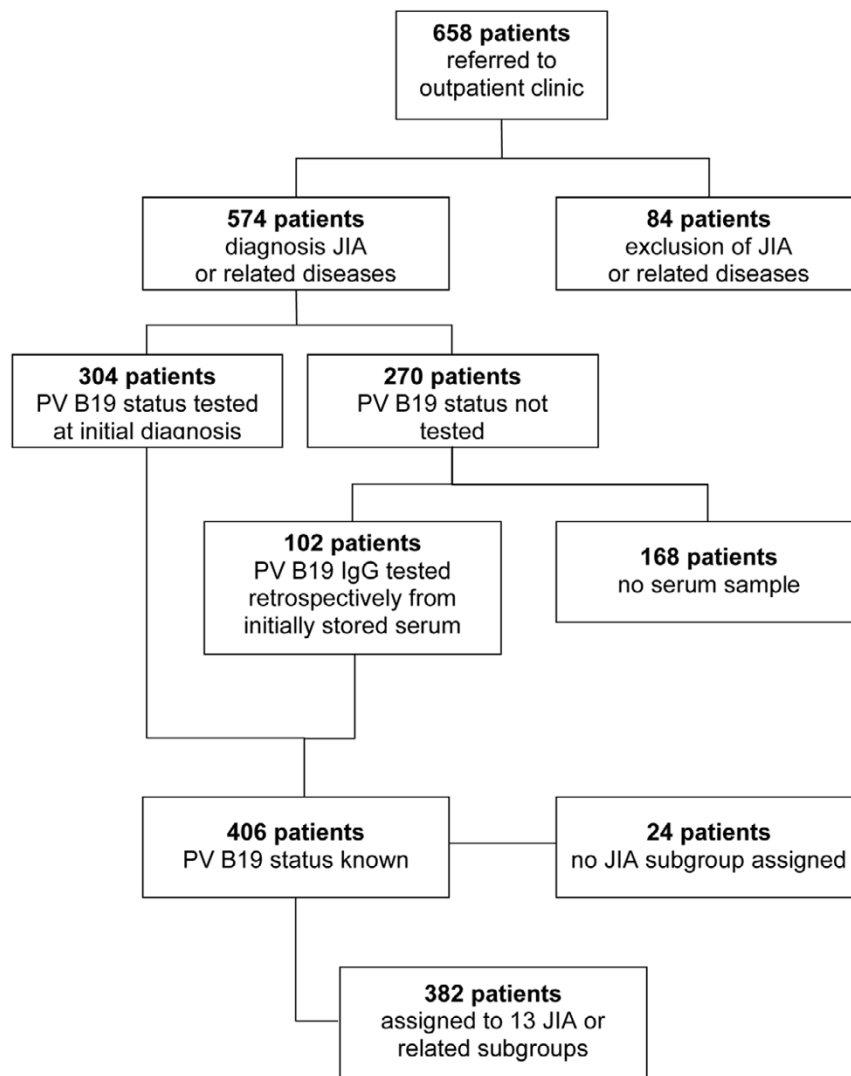 658 patients
referred to
outpatient clinic
574 patients
diagnosis JIA
or related diseases
84 patients
exclusion of JIA
or related diseases
304 patients
PV B19 status tested
at initial diagnosis
270 patients
PV B19 status not
tested
102 patients
PV B19 IgG tested
retrospectively from
initially stored serum
168 patients
no serum sample
406 patients
PV B19 status known
24 patients
no JIA subgroup assigned
382 patients
assigned to 13 JIA or
related subgroups